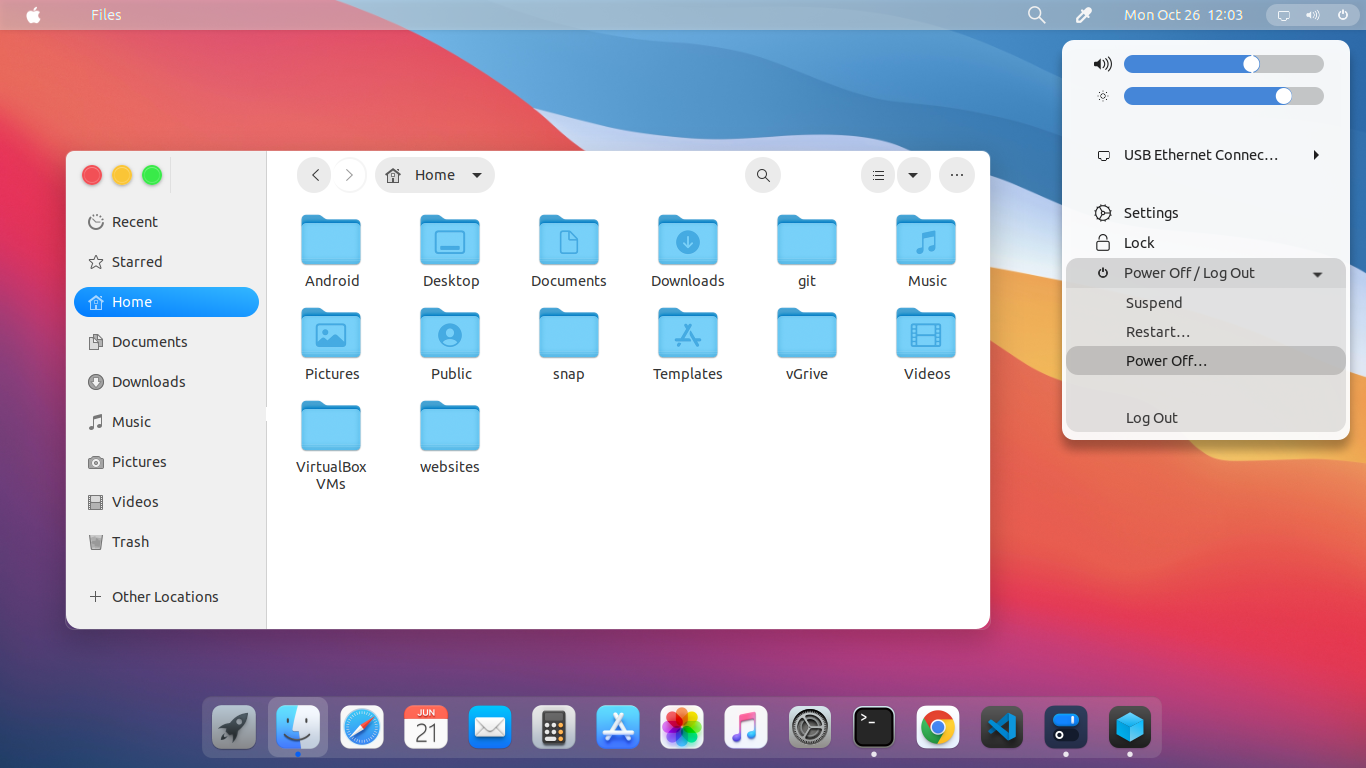 Files
Mon Oct 26 12:03
USB Ethernet Connec...
Settings
Lock
Power Off / Log Out
Suspend
Restart...
Power Off...
Log Out
Home
Recent
Starred
Home
Documents
Downloads
Music
Pictures
Videos
Trash
Other Locations
Android
Desktop
Documents
Downloads
git
Music
Pictures
Public
snap
Templates
vGrive
Videos
VirtualBox
VMs
websites
JUN
21
>_